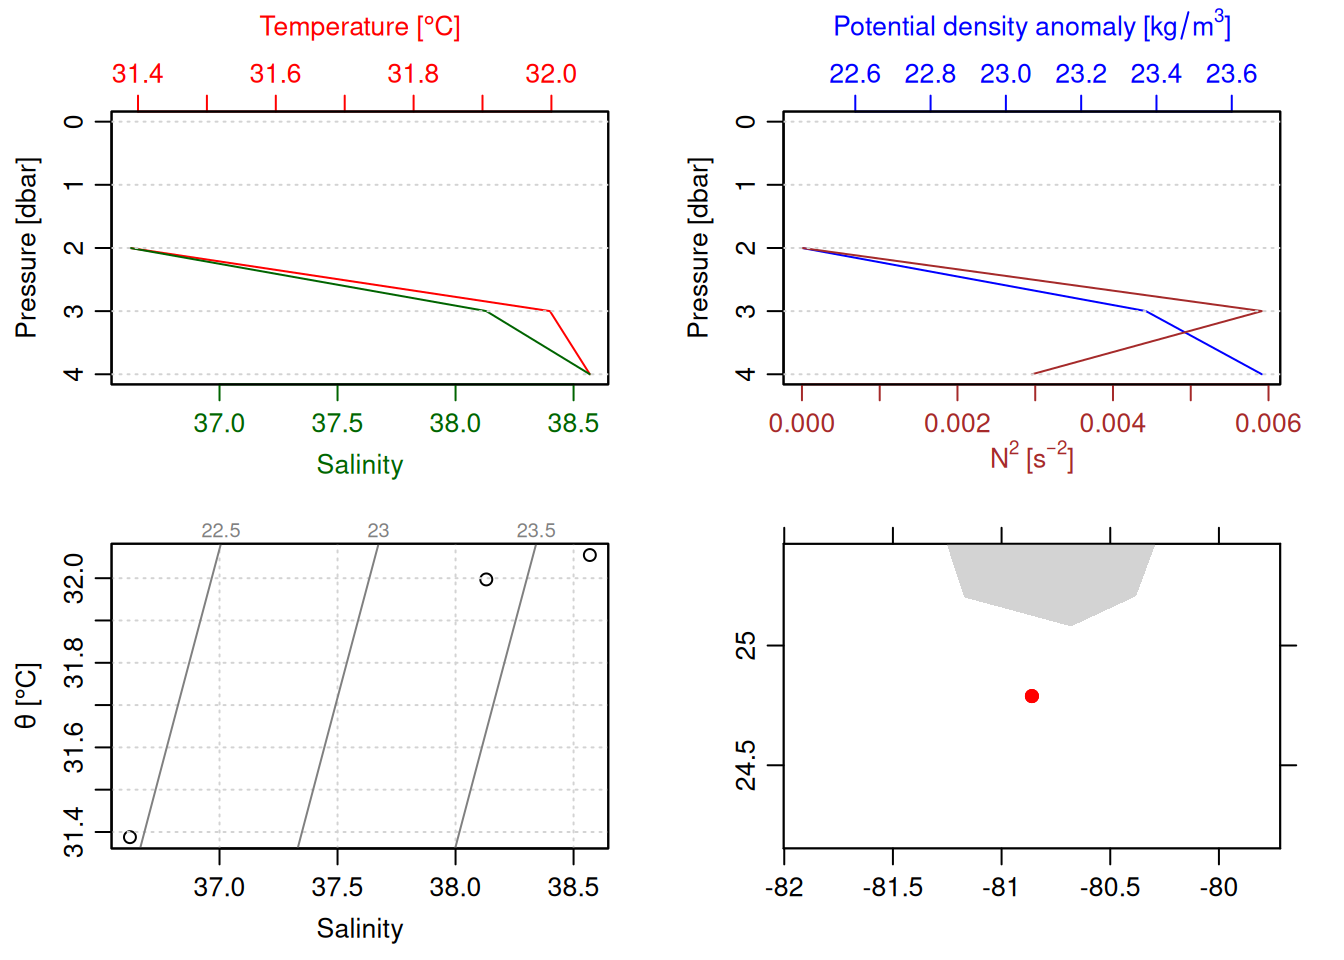 Temperature [°C]
31.4 31.6 31.8 32.0
0
1
2
3
4
Pressure [dbar]
37.0 37.5 38.0 38.5
Salinity
Potential density anomaly [kg/m³]
22.6 22.8 23.0 23.2 23.4 23.6
0
1
2
3
4
Pressure [dbar]
0.000 0.002 0.004 0.006
N² [s⁻²]
22.5 23 23.5
32.0
31.8
31.6
31.4
θ [°C]
37.0 37.5 38.0 38.5
Salinity
25
24.5
-82 -81.5 -81 -80.5 -80